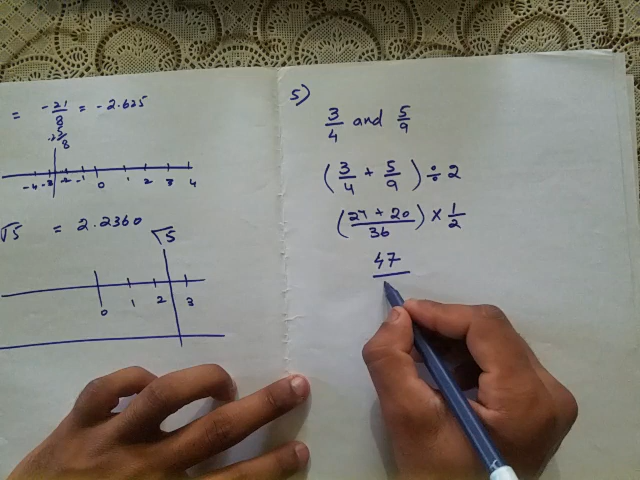 = -21/8 = -2.625
-4 -3 -2 -1 0 1 2 3 4
√5 = 2.2360
√5
0 1 2 3
5)
3/4 and 5/9
(3/4 + 5/9) ÷ 2
(27 + 20/36) × 1/2
47